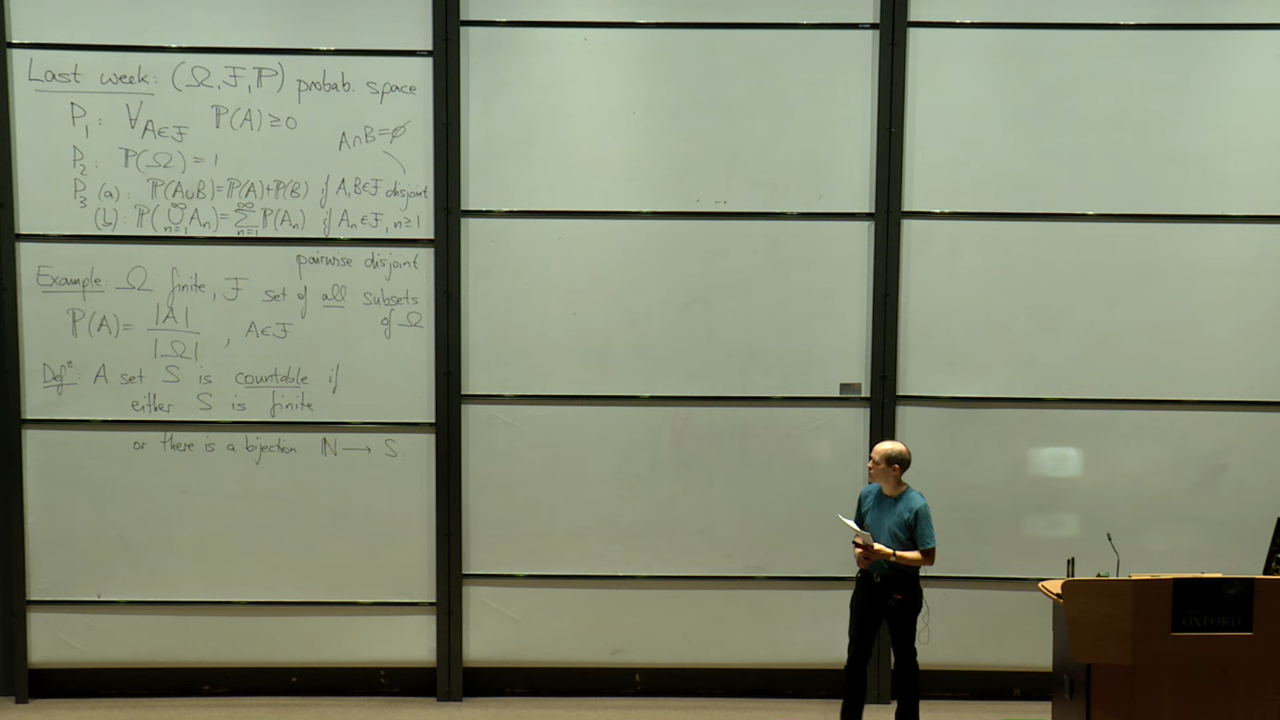 Last week: (Ω, F, ℙ) probab. space
P₁: ∀_{A∈F} ℙ(A) ≥ 0
A∩B=∅
P₂: ℙ(Ω) = 1
P₃ (a): ℙ(A∪B)=ℙ(A)+ℙ(B) if A,B∈F disjoint
(b): ℙ(⋃_{n=1}^∞ A_n)=∑_{n=1}^∞ ℙ(A_n) if A_n∈F, n≥1
pairwise disjoint
Example: Ω finite, F set of all subsets of Ω
ℙ(A)= |A| / |Ω| , A∈F
Defⁿ: A set S is countable if
either S is finite
or there is a bijection ℕ → S.
OXFORD